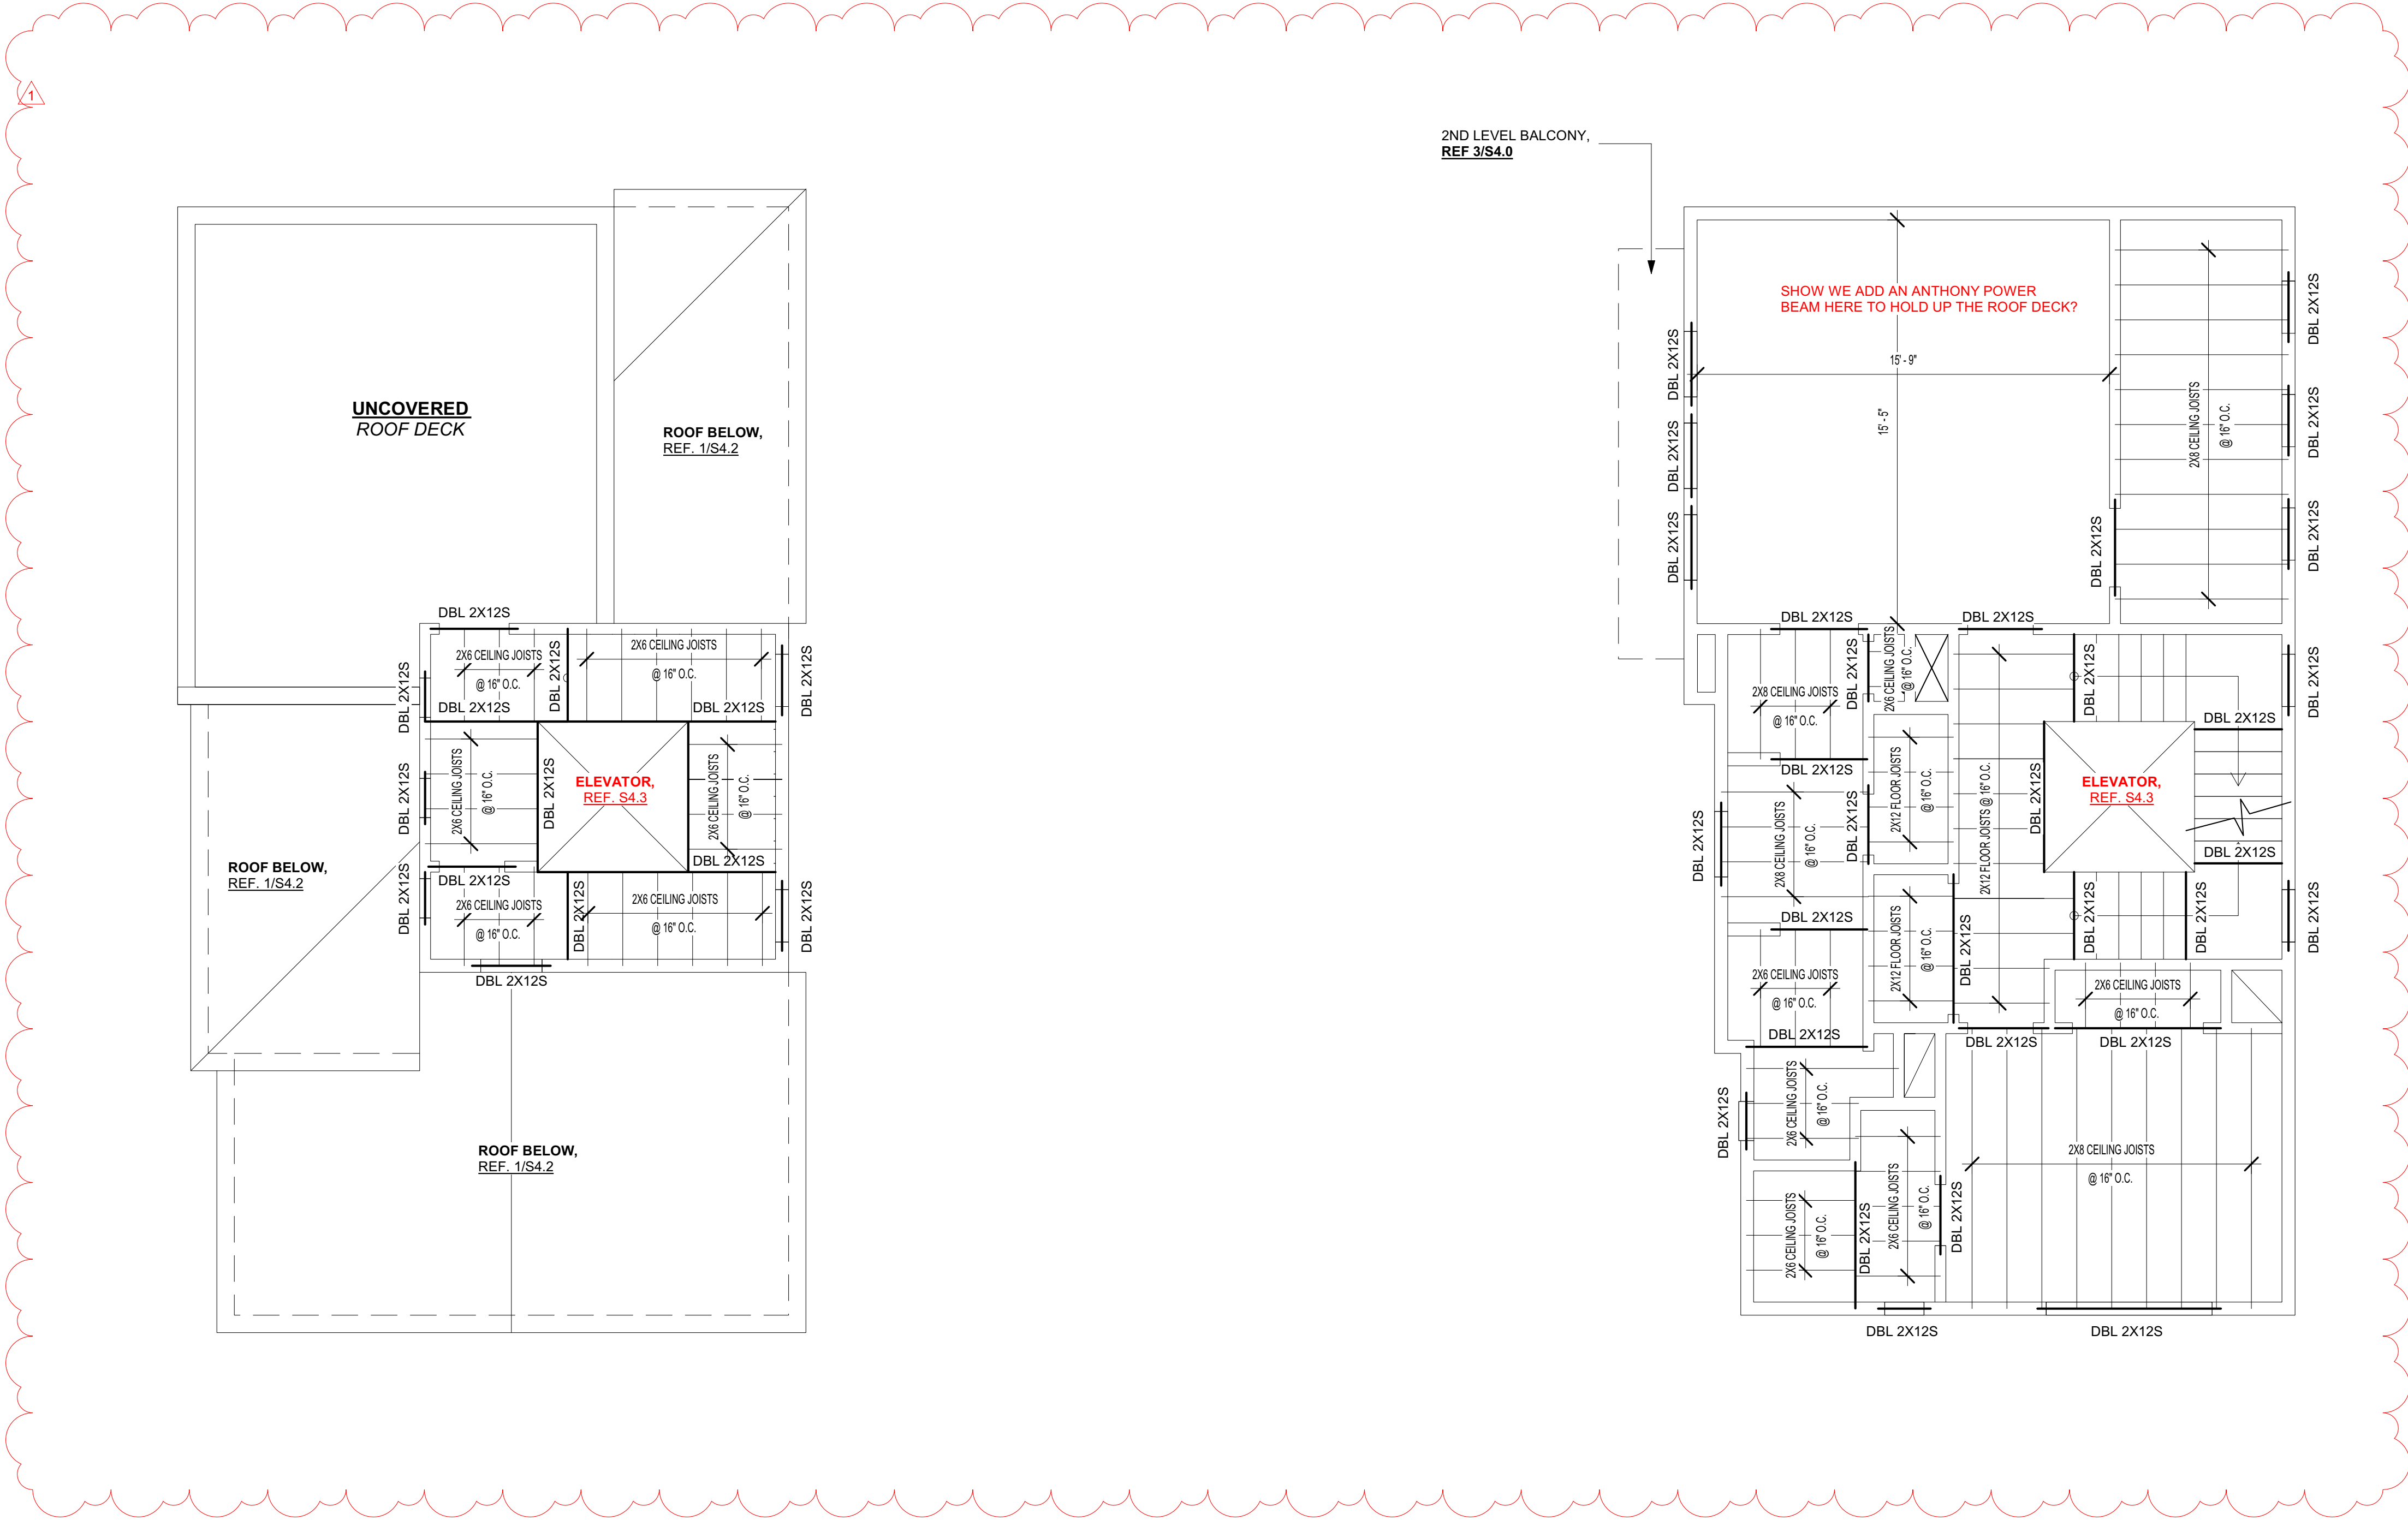 1
UNCOVERED
ROOF DECK
ROOF BELOW,
REF. 1/S4.2
DBL 2X12S
2X6 CEILING JOISTS
@ 16" O.C.
DBL 2X12S
2X6 CEILING JOISTS
@ 16" O.C.
DBL 2X12S
DBL 2X12S
DBL 2X12S
DBL 2X12S
DBL 2X12S
2X6 CEILING JOISTS
@ 16" O.C.
DBL 2X12S
ELEVATOR,
REF. S4.3
2X6 CEILING JOISTS
@ 16" O.C.
DBL 2X12S
DBL 2X12S
ROOF BELOW,
REF. 1/S4.2
DBL 2X12S
DBL 2X12S
2X6 CEILING JOISTS
@ 16" O.C.
DBL 2X12S
2X6 CEILING JOISTS
@ 16" O.C.
DBL 2X12S
DBL 2X12S
ROOF BELOW,
REF. 1/S4.2
2ND LEVEL BALCONY,
REF 3/S4.0
SHOW WE ADD AN ANTHONY POWER
BEAM HERE TO HOLD UP THE ROOF DECK?
15' - 9"
15' - 5"
DBL 2X12S
DBL 2X12S
DBL 2X12S
DBL 2X12S
2X8 CEILING JOISTS
@ 16" O.C.
DBL 2X12S
DBL 2X12S
DBL 2X12S
DBL 2X12S
DBL 2X12S
2X8 CEILING JOISTS
@ 16" O.C.
DBL 2X12S
2X6 CEILING JOISTS
@ 16" O.C.
DBL 2X12S
DBL 2X12S
DBL 2X12S
DBL 2X12S
DBL 2X12S
2X8 CEILING JOISTS
@ 16" O.C.
DBL 2X12S
2X12 FLOOR JOISTS
@ 16" O.C.
2X12 FLOOR JOISTS @ 16"O.C.
DBL 2X12S
ELEVATOR,
REF. S4.3
DBL 2X12S
DBL 2X12S
2X6 CEILING JOISTS
@ 16" O.C.
2X12 FLOOR JOISTS
@ 16" O.C.
DBL 2X12S
DBL 2X12S
DBL 2X12S
DBL 2X12S
2X6 CEILING JOISTS
@ 16" O.C.
DBL 2X12S
DBL 2X12S
DBL 2X12S
DBL 2X12S
2X6 CEILING JOISTS
@ 16" O.C.
2X6 CEILING JOISTS
@ 16" O.C.
DBL 2X12S
2X6 CEILING JOISTS
@ 16" O.C.
DBL 2X12S
2X8 CEILING JOISTS
@ 16" O.C.
DBL 2X12S
DBL 2X12S